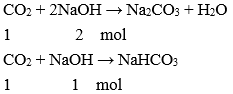 CO₂ + 2NaOH → Na₂CO₃ + H₂O
1 2 mol
CO₂ + NaOH → NaHCO₃
1 1 mol